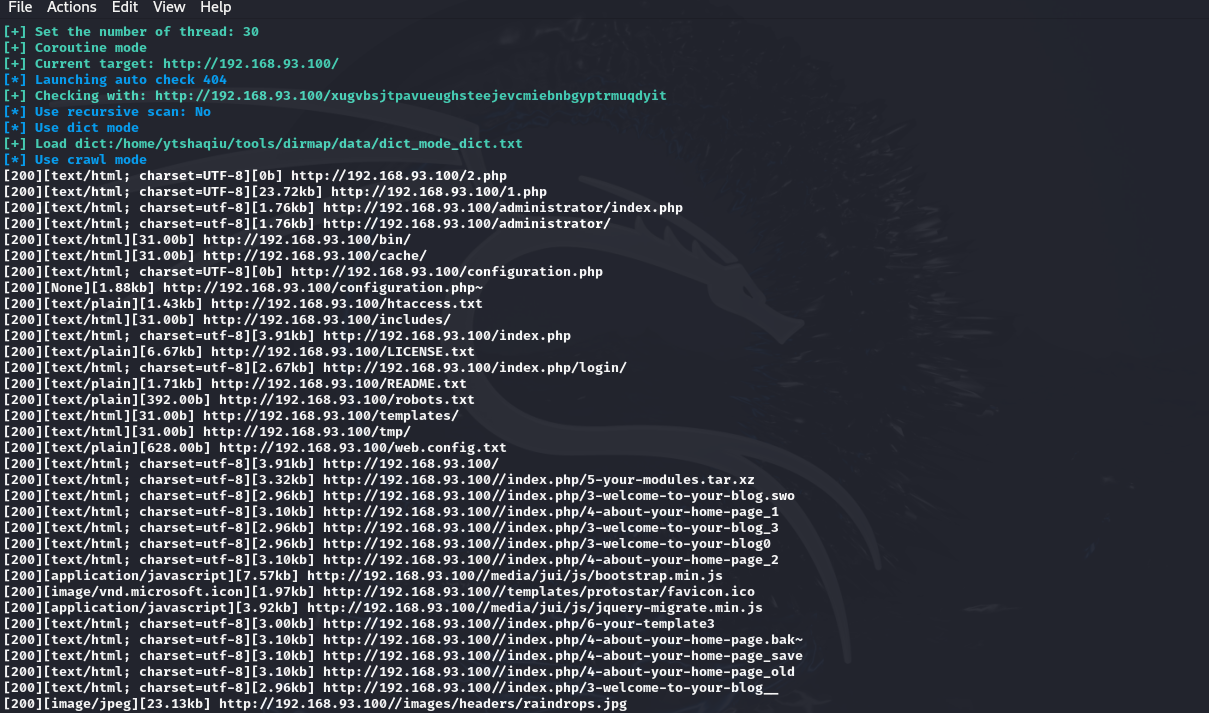 File Actions Edit View Help
[+] Set the number of thread: 30
[+] Coroutine mode
[+] Current target: http://192.168.93.100/
[*] Launching auto check 404
[+] Checking with: http://192.168.93.100/xugvbsjtpavueughsteejevcmiebnbgyptrmuqdyit
[*] Use recursive scan: No
[*] Use dict mode
[+] Load dict:/home/ytshaqiu/tools/dirmap/data/dict_mode_dict.txt
[*] Use crawl mode
[200][text/html; charset=UTF-8][0b] http://192.168.93.100/2.php
[200][text/html; charset=UTF-8][23.72kb] http://192.168.93.100/1.php
[200][text/html; charset=utf-8][1.76kb] http://192.168.93.100/administrator/index.php
[200][text/html; charset=utf-8][1.76kb] http://192.168.93.100/administrator/
[200][text/html][31.00b] http://192.168.93.100/bin/
[200][text/html][31.00b] http://192.168.93.100/cache/
[200][text/html; charset=UTF-8][0b] http://192.168.93.100/configuration.php
[200][None][1.88kb] http://192.168.93.100/configuration.php~
[200][text/plain][1.43kb] http://192.168.93.100/htaccess.txt
[200][text/html][31.00b] http://192.168.93.100/includes/
[200][text/html; charset=utf-8][3.91kb] http://192.168.93.100/index.php
[200][text/plain][6.67kb] http://192.168.93.100/LICENSE.txt
[200][text/html; charset=utf-8][2.67kb] http://192.168.93.100/index.php/login/
[200][text/plain][1.71kb] http://192.168.93.100/README.txt
[200][text/plain][392.00b] http://192.168.93.100/robots.txt
[200][text/html][31.00b] http://192.168.93.100/templates/
[200][text/html][31.00b] http://192.168.93.100/tmp/
[200][text/plain][628.00b] http://192.168.93.100/web.config.txt
[200][text/html; charset=utf-8][3.91kb] http://192.168.93.100/
[200][text/html; charset=utf-8][3.32kb] http://192.168.93.100//index.php/5-your-modules.tar.xz
[200][text/html; charset=utf-8][2.96kb] http://192.168.93.100//index.php/3-welcome-to-your-blog.swo
[200][text/html; charset=utf-8][3.10kb] http://192.168.93.100//index.php/4-about-your-home-page_1
[200][text/html; charset=utf-8][2.96kb] http://192.168.93.100//index.php/3-welcome-to-your-blog_3
[200][text/html; charset=utf-8][2.96kb] http://192.168.93.100//index.php/3-welcome-to-your-blog0
[200][text/html; charset=utf-8][3.10kb] http://192.168.93.100//index.php/4-about-your-home-page_2
[200][application/javascript][7.57kb] http://192.168.93.100//media/jui/js/bootstrap.min.js
[200][image/vnd.microsoft.icon][1.97kb] http://192.168.93.100//templates/protostar/favicon.ico
[200][application/javascript][3.92kb] http://192.168.93.100//media/jui/js/jquery-migrate.min.js
[200][text/html; charset=utf-8][3.00kb] http://192.168.93.100//index.php/6-your-template3
[200][text/html; charset=utf-8][3.10kb] http://192.168.93.100//index.php/4-about-your-home-page.bak~
[200][text/html; charset=utf-8][3.10kb] http://192.168.93.100//index.php/4-about-your-home-page_save
[200][text/html; charset=utf-8][3.10kb] http://192.168.93.100//index.php/4-about-your-home-page_old
[200][text/html; charset=utf-8][2.96kb] http://192.168.93.100//index.php/3-welcome-to-your-blog__
[200][image/jpeg][23.13kb] http://192.168.93.100//images/headers/raindrops.jpg